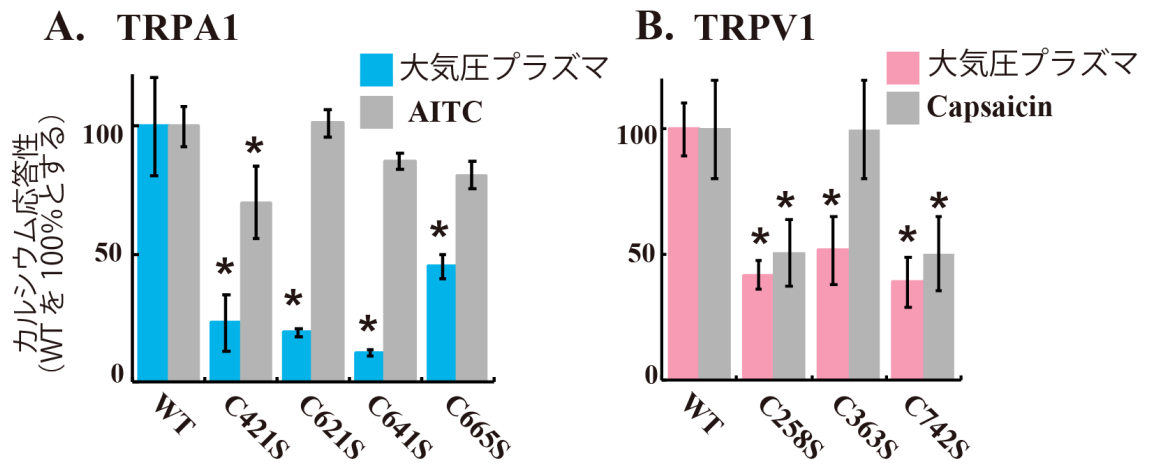 A. TRPA1
大気圧プラズマ
AITC
カルシウム応答性
(WTを100%とする)
100
50
0
*
*
*
*
*
WT
C421S
C621S
C641S
C665S
B. TRPV1
大気圧プラズマ
Capsaicin
100
50
0
*
*
*
*
*
WT
C258S
C363S
C742S